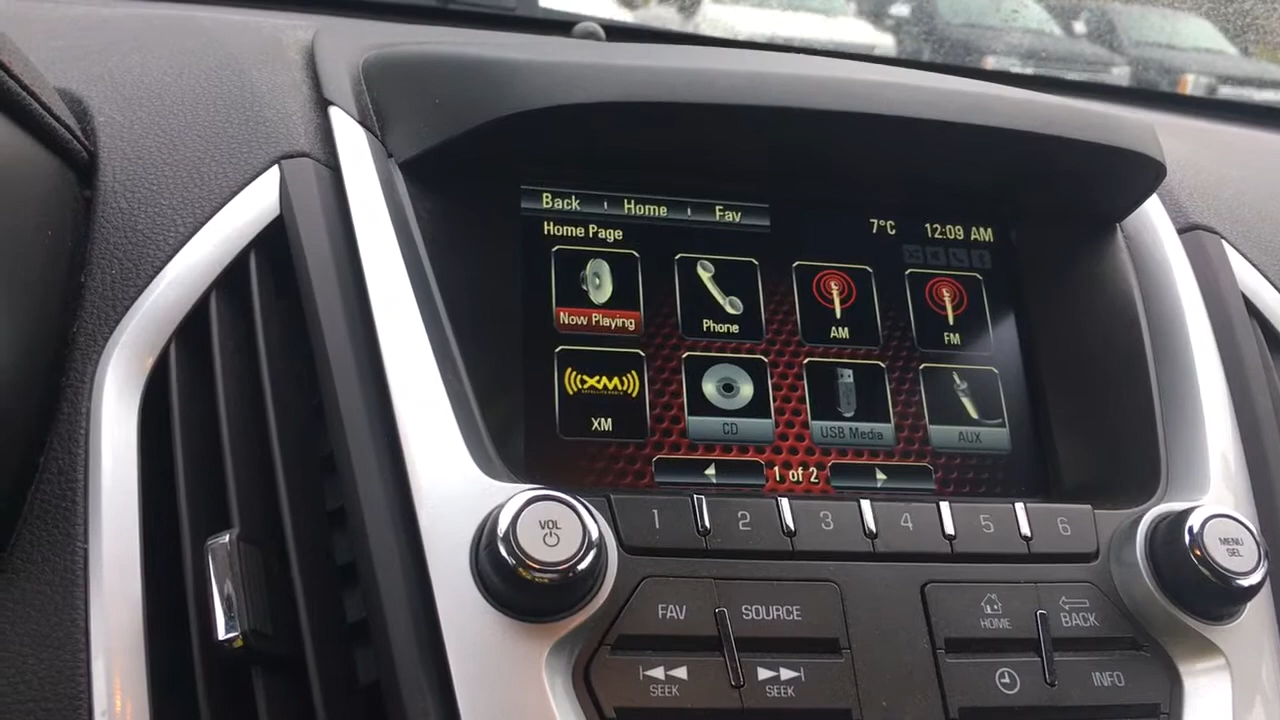 Back Home Fav
7°C 12:09 AM
Home Page
Now Playing Phone AM FM
XM
XM CD USB Media AUX
1 of 2
VOL
1 2 3 4 5 6
MENU
SEL
FAV SOURCE
HOME BACK
SEEK SEEK
INFO